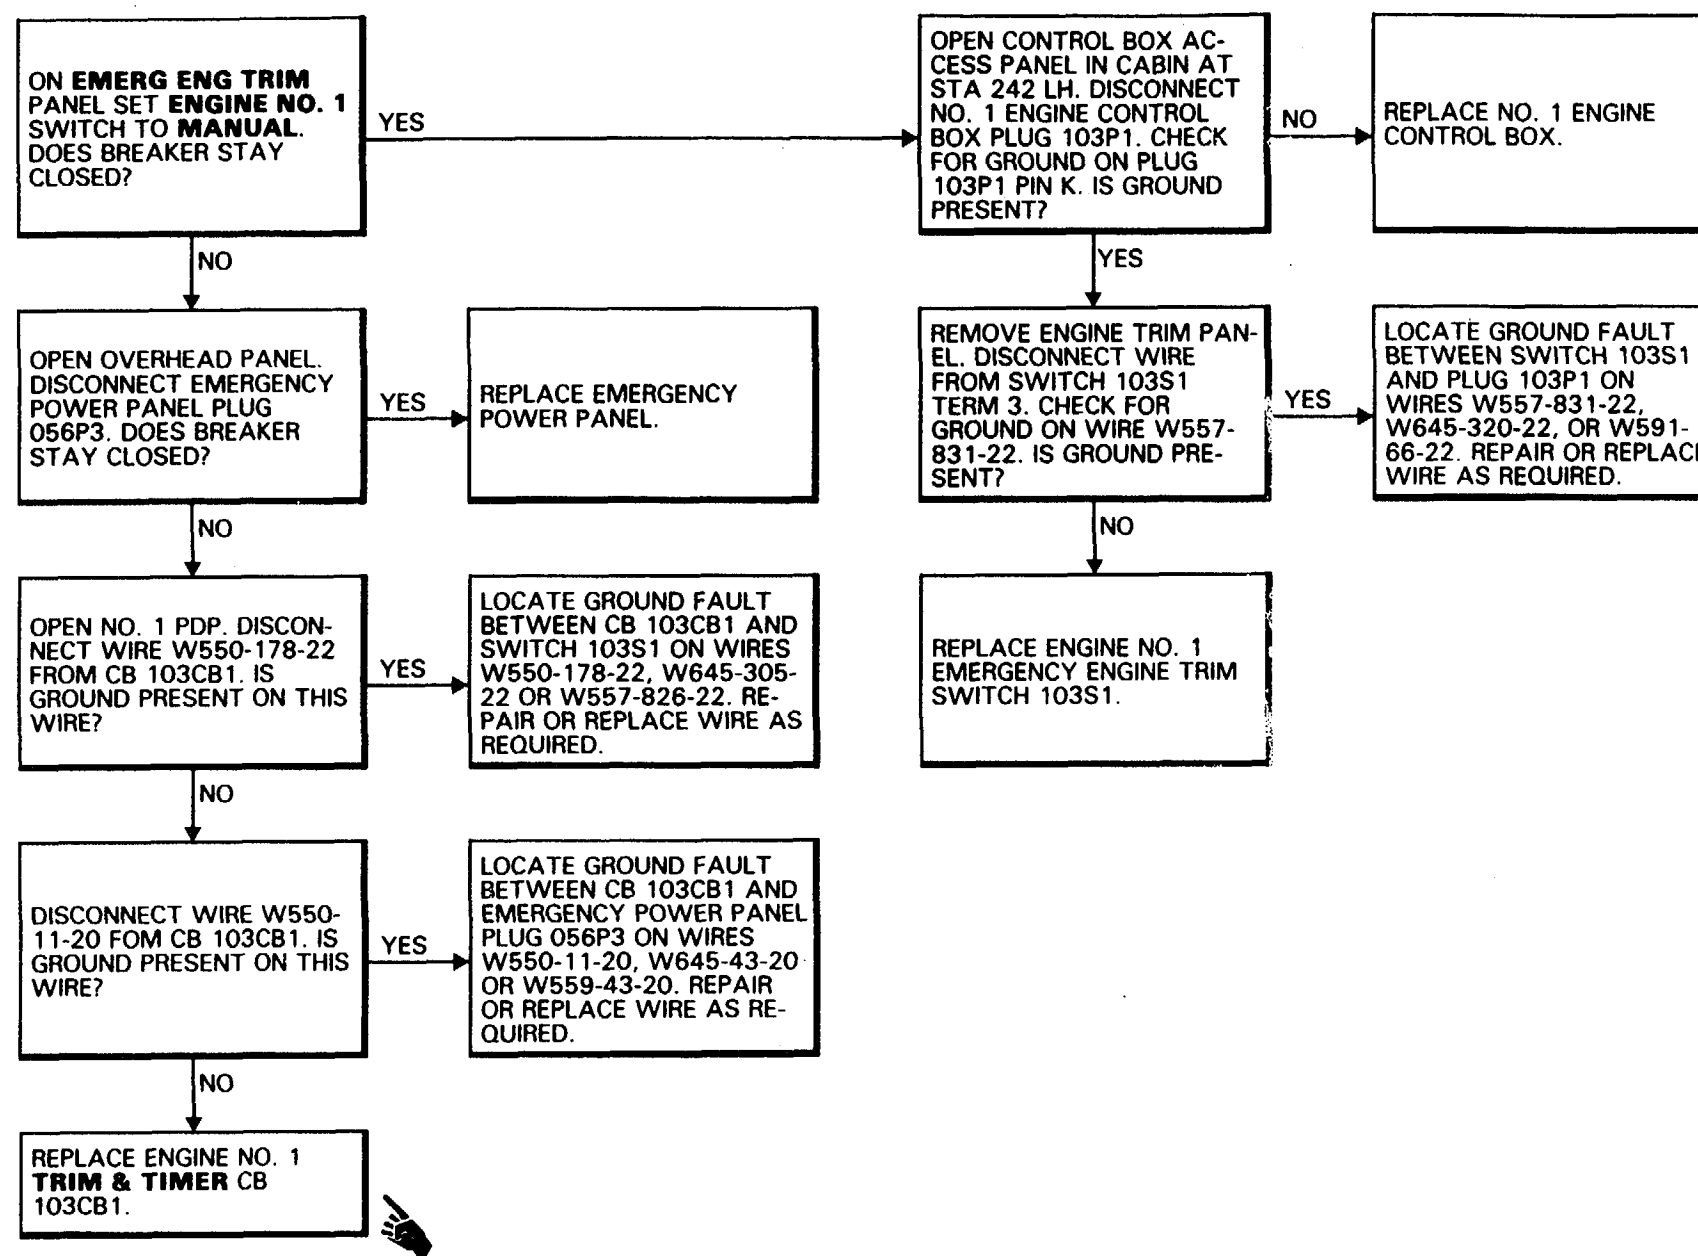 ON EMERG ENG TRIM
PANEL SET ENGINE NO. 1
SWITCH TO MANUAL.
DOES BREAKER STAY
CLOSED?
YES
OPEN CONTROL BOX AC-
CESS PANEL IN CABIN AT
STA 242 LH. DISCONNECT
NO. 1 ENGINE CONTROL
BOX PLUG 103P1. CHECK
FOR GROUND ON PLUG
103P1 PIN K. IS GROUND
PRESENT?
NO
REPLACE NO. 1 ENGINE
CONTROL BOX.
NO
YES
OPEN OVERHEAD PANEL.
DISCONNECT EMERGENCY
POWER PANEL PLUG
056P3. DOES BREAKER
STAY CLOSED?
YES
REPLACE EMERGENCY
POWER PANEL.
REMOVE ENGINE TRIM PAN-
EL. DISCONNECT WIRE
FROM SWITCH 103S1
TERM 3. CHECK FOR
GROUND ON WIRE W557-
831-22. IS GROUND PRE-
SENT?
YES
LOCATE GROUND FAULT
BETWEEN SWITCH 103S1
AND PLUG 103P1 ON
WIRES W557-831-22,
W645-320-22, OR W591-
66-22. REPAIR OR REPLACE
WIRE AS REQUIRED.
NO
NO
OPEN NO. 1 PDP. DISCON-
NECT WIRE W550-178-22
FROM CB 103CB1. IS
GROUND PRESENT ON THIS
WIRE?
YES
LOCATE GROUND FAULT
BETWEEN CB 103CB1 AND
SWITCH 103S1 ON WIRES
W550-178-22, W645-305-
22 OR W557-826-22. RE-
PAIR OR REPLACE WIRE AS
REQUIRED.
REPLACE ENGINE NO. 1
EMERGENCY ENGINE TRIM
SWITCH 103S1.
NO
DISCONNECT WIRE W550-
11-20 FOM CB 103CB1. IS
GROUND PRESENT ON THIS
WIRE?
YES
LOCATE GROUND FAULT
BETWEEN CB 103CB1 AND
EMERGENCY POWER PANEL
PLUG 056P3 ON WIRES
W550-11-20, W645-43-20
OR W559-43-20. REPAIR
OR REPLACE WIRE AS RE-
QUIRED.
NO
REPLACE ENGINE NO. 1
TRIM & TIMER CB
103CB1.